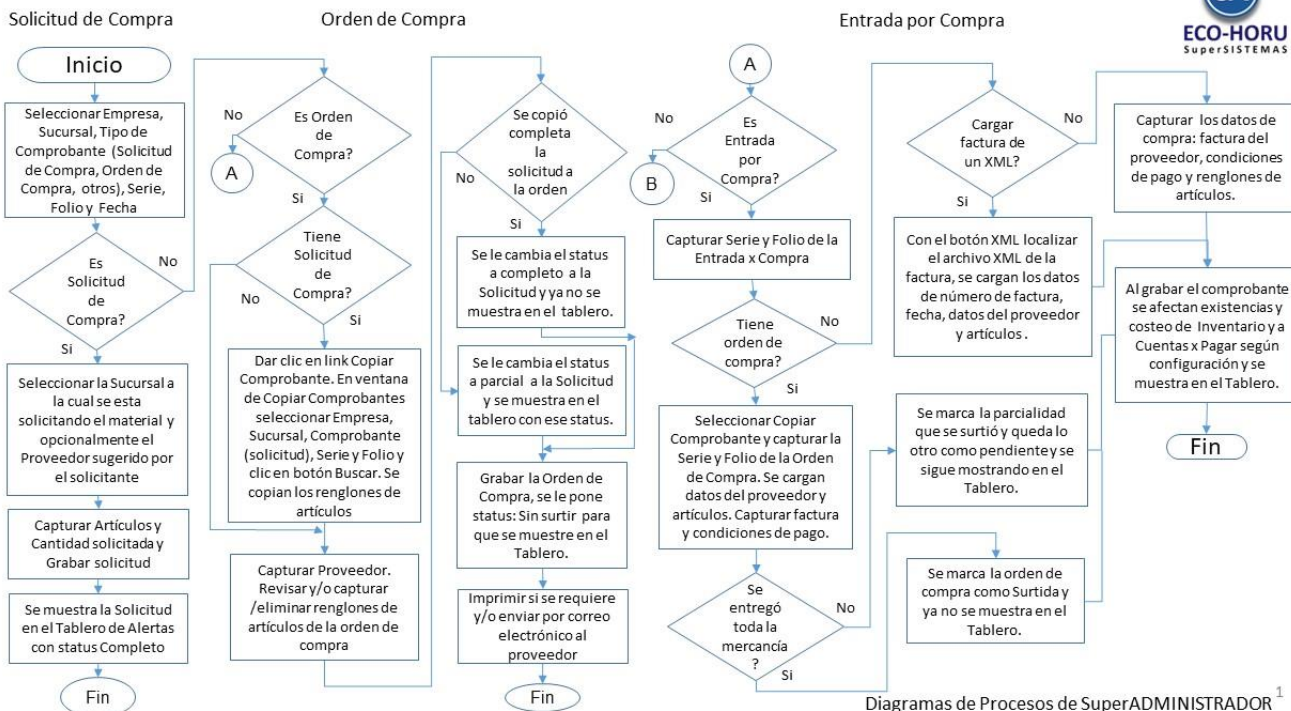 Solicitud de Compra
Inicio
Seleccionar Empresa,
Sucursal, Tipo de
Comprobante (Solicitud
de Compra, Orden de
Compra, otros), Serie,
Folio y Fecha
Es
Solicitud
de
Compra?
No
Si
Seleccionar la Sucursal a
la cual se esta
solicitando el material y
opcionalmente el
Proveedor sugerido por
el solicitante
Capturar Artículos y
Cantidad solicitada y
Grabar solicitud
Se muestra la Solicitud
en el Tablero de Alertas
con status Completo
Fin
Orden de Compra
Es Orden
de
Compra?
No
A
Si
Tiene
Solicitud
de
Compra?
No
Si
Dar clic en link Copiar
Comprobante. En ventana
de Copiar Comprobantes
seleccionar Empresa,
Sucursal, Comprobante
(solicitud), Serie y Folio y
clic en botón Buscar. Se
copian los renglones de
artículos
Capturar Proveedor.
Revisar y/o capturar
/eliminar renglones de
artículos de la orden de
compra
Se copió
completa
la
solicitud a
la orden
No
Si
Se le cambia el status
a completo a la
Solicitud y ya no se
muestra en el tablero.
Se le cambia el status
a parcial a la Solicitud
y se muestra en el
tablero con ese status.
Grabar la Orden de
Compra, se le pone
status: Sin surtir para
que se muestre en el
Tablero.
Imprimir si se requiere
y/o enviar por correo
electrónico al
proveedor
Fin
Entrada por Compra
A
Es
Entrada
por
Compra?
No
B
Si
Capturar Serie y Folio de la
Entrada x Compra
Tiene
orden de
compra?
No
Si
Seleccionar Copiar
Comprobante y capturar la
Serie y Folio de la Orden
de Compra. Se cargan
datos del proveedor y
artículos. Capturar factura
y condiciones de pago.
Se
entregó
toda la
mercancía
?
No
Si
Cargar
factura de
un XML?
No
Si
Con el botón XML localizar
el archivo XML de la
factura, se cargan los datos
de número de factura,
fecha, datos del proveedor
y artículos .
Se marca la parcialidad
que se surtió y queda lo
otro como pendiente y se
sigue mostrando en el
Tablero.
Se marca la orden de
compra como Surtida y
ya no se muestra en el
Tablero.
Capturar los datos de
compra: factura del
proveedor, condiciones
de pago y renglones de
artículos.
Al grabar el comprobante
se afectan existencias y
costeo de Inventario y a
Cuentas x Pagar según
configuración y se
muestra en el Tablero.
Fin
ECO-HORU
SuperSISTEMAS
Diagramas de Procesos de SuperADMINISTRADOR
1